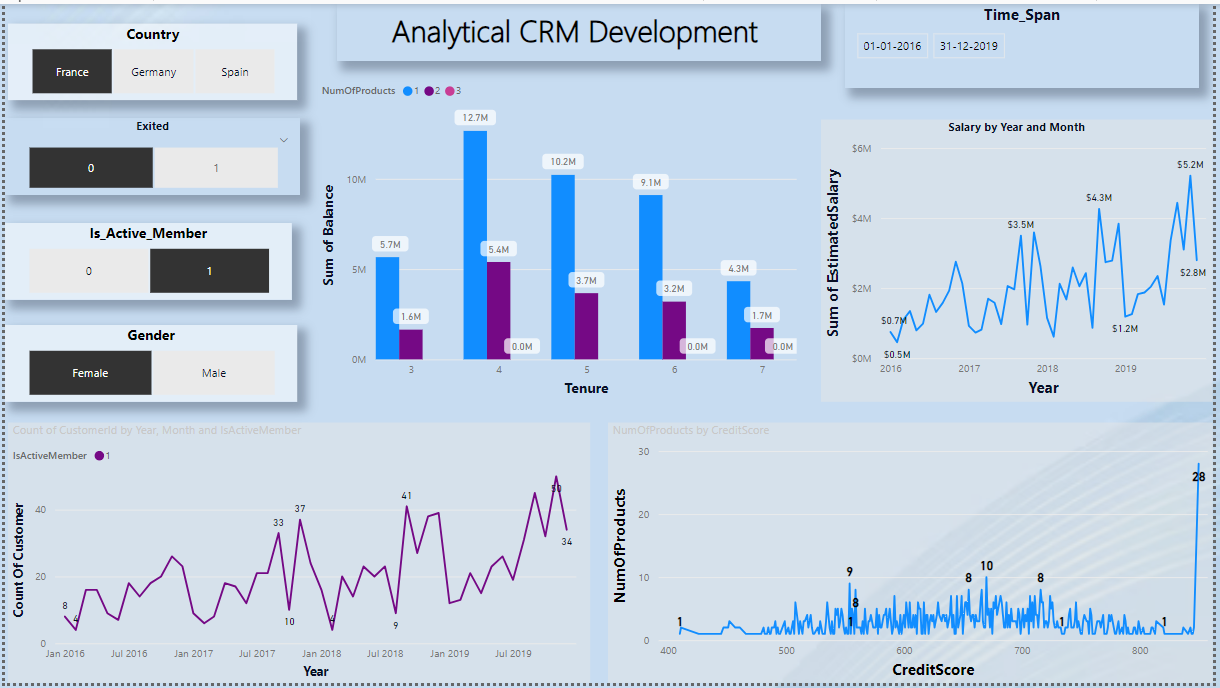 Analytical CRM Development
Country
France Germany Spain
Exited
0 1
Is_Active_Member
0 1
Gender
Female Male
Time_Span
01-01-2016 31-12-2019
NumOfProducts 1 2 3
Sum of Balance
10M
5M
0M
5.7M 1.6M
12.7M 5.4M 0.0M
10.2M 3.7M
9.1M 3.2M 0.0M
4.3M 1.7M 0.0M
3 4 5 6 7
Tenure
Salary by Year and Month
Sum of EstimatedSalary
$6M
$4M
$2M
$0M
$0.7M $0.5M $3.5M $4.3M $1.2M $5.2M $2.8M
2016 2017 2018 2019
Year
Count of CustomerId by Year, Month and IsActiveMember
IsActiveMember 1
Count Of Customer
40
20
0
8 4 33 10 37 4 9 41 50 34
Jan 2016 Jul 2016 Jan 2017 Jul 2017 Jan 2018 Jul 2018 Jan 2019 Jul 2019
Year
NumOfProducts by CreditScore
NumOfProducts
30
20
10
0
1 9 1 8 8 10 8 1 1 28
400 500 600 700 800
CreditScore